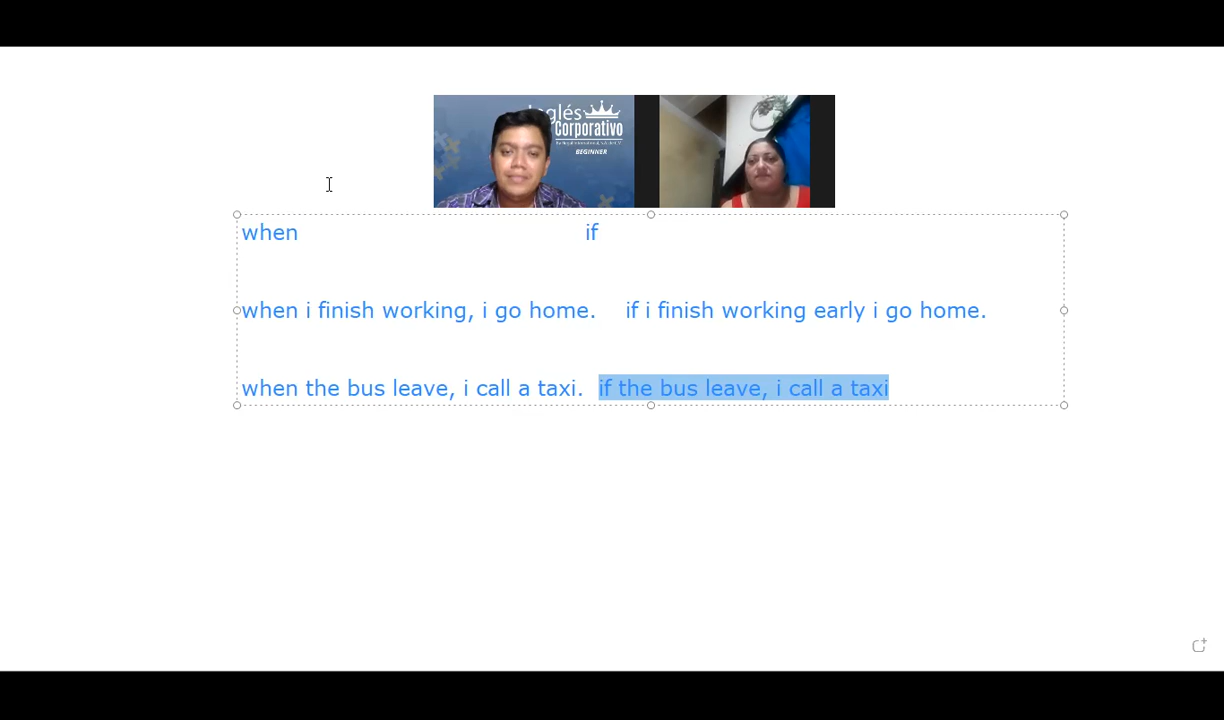 Inglés
Corporativo
BEGINNER
when if
when i finish working, i go home. if i finish working early i go home.
when the bus leave, i call a taxi. if the bus leave, i call a taxi